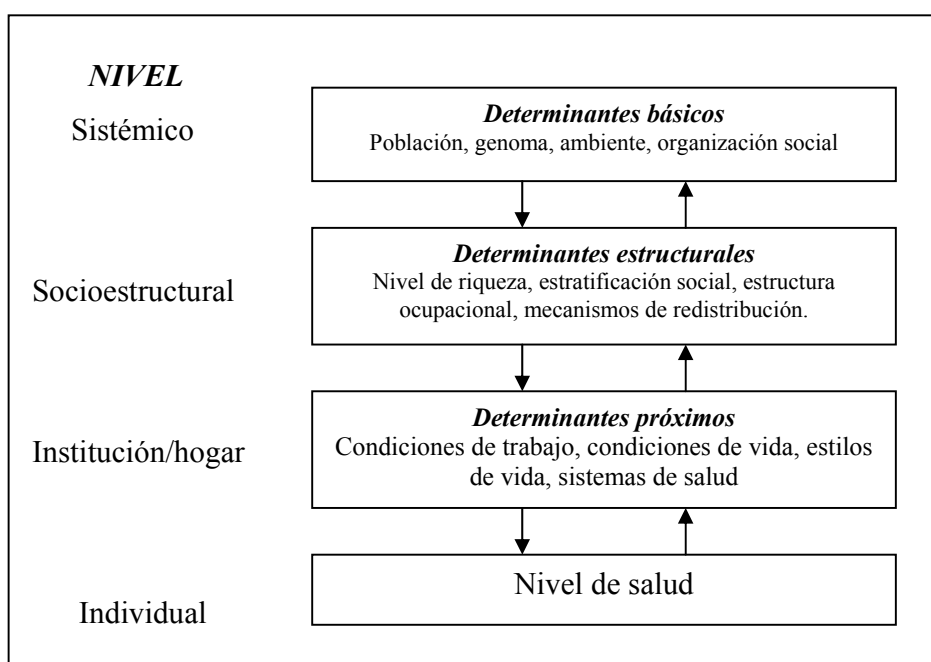 NIVEL
Sistémico
Determinantes básicos
Población, genoma, ambiente, organización social
Socioestructural
Determinantes estructurales
Nivel de riqueza, estratificación social, estructura
ocupacional, mecanismos de redistribución.
Institución/hogar
Determinantes próximos
Condiciones de trabajo, condiciones de vida, estilos
de vida, sistemas de salud
Individual
Nivel de salud